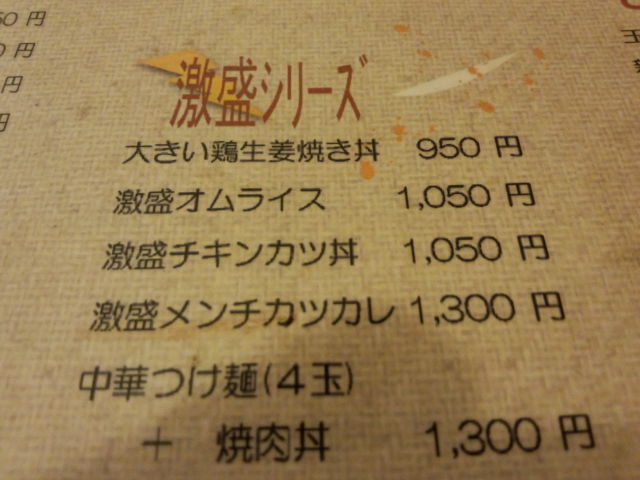 激盛シリーズ
大きい鶏生姜焼き丼 950 円
激盛オムライス 1,050 円
激盛チキンカツ丼 1,050 円
激盛メンチカツカレ 1,300 円
中華つけ麺(4玉)
＋ 焼肉丼 1,300 円